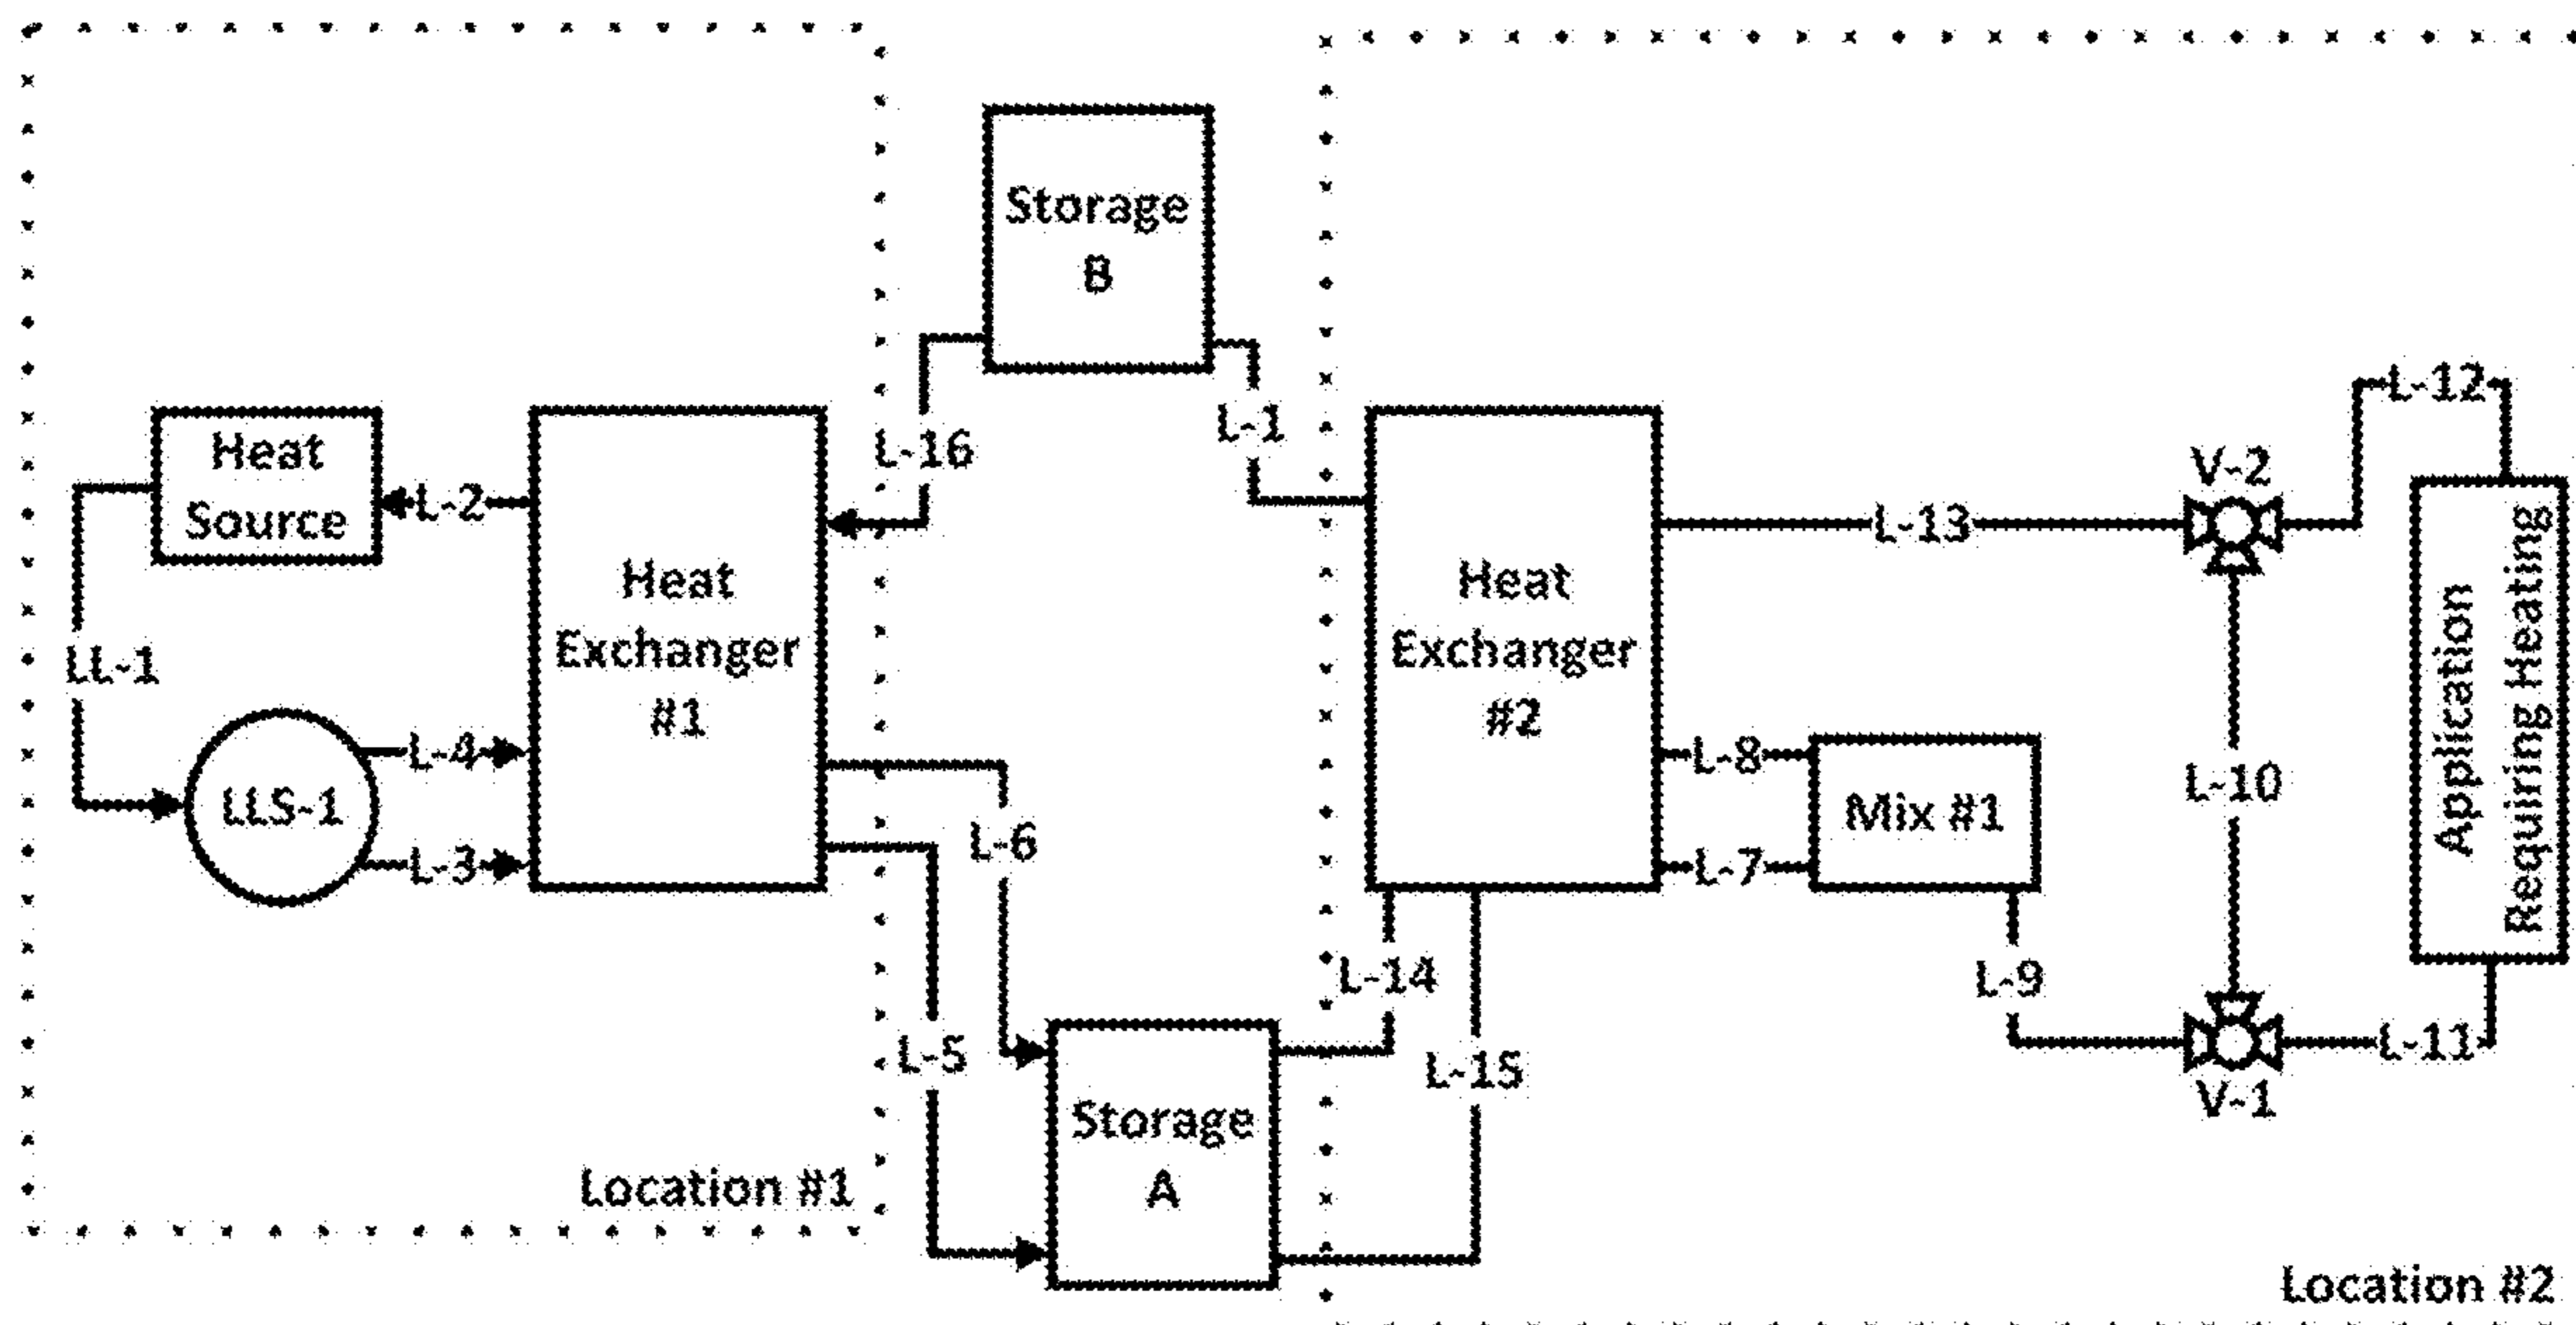 Storage
B
L-12
L-16
L-1
V-2
Heat
Source
L-2
L-13
Heat
Exchanger
#1
Heat
Exchanger
#2
Application
Requiring Heating
LL-1
L-4
LLS-1
L-3
L-6
L-8
Mix #1
L-7
L-10
L-14
L-9
L-5
L-15
L-11
V-1
Storage
A
Location #1
Location #2